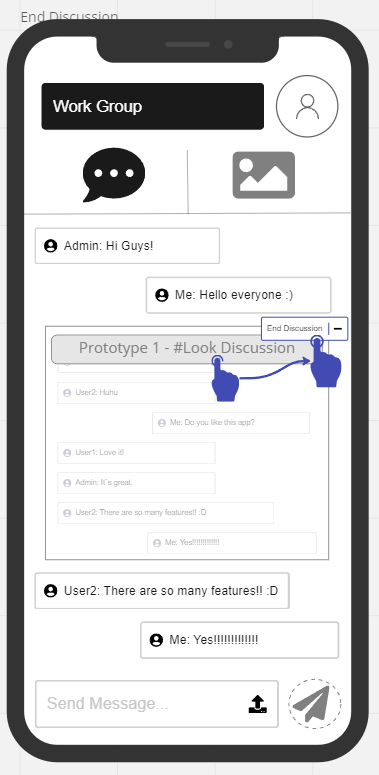 End Discussion
Work Group
Admin: Hi Guys!
Me: Hello everyone :)
End Discussion
Prototype 1 - #Look Discussion
User2: Huhu
Me: Do you like this app?
User1: Love it!
Admin: It`s great.
User2: There are so many features!! :D
Me: Yes!!!!!!!!!!!!!
User2: There are so many features!! :D
Me: Yes!!!!!!!!!!!!!
Send Message...